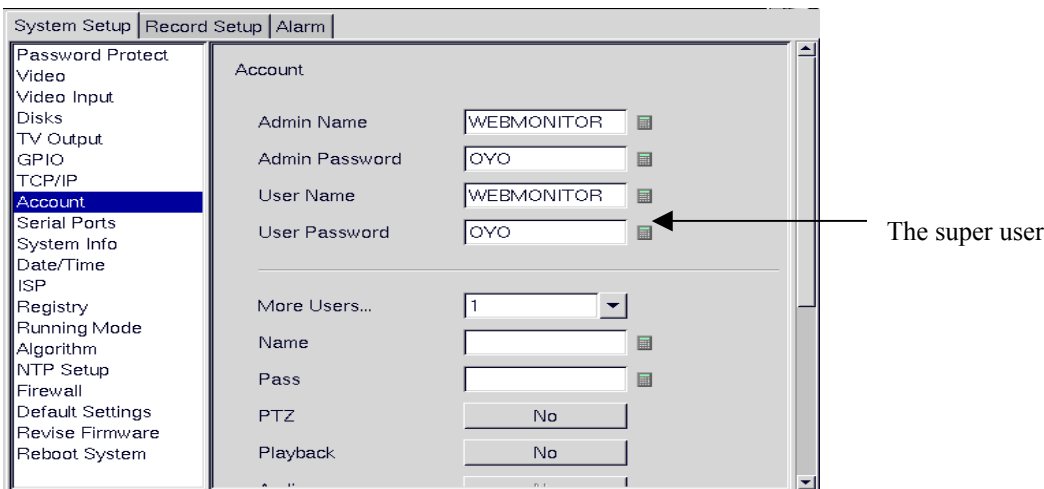 System Setup Record Setup Alarm
Password Protect
Video
Video Input
Disks
TV Output
GPIO
TCP/IP
Account
Serial Ports
System Info
Date/Time
ISP
Registry
Running Mode
Algorithm
NTP Setup
Firewall
Default Settings
Revise Firmware
Reboot System
Account
Admin Name WEBMONITOR
Admin Password OYO
User Name WEBMONITOR
User Password OYO
The super user
More Users... 1
Name
Pass
PTZ No
Playback No